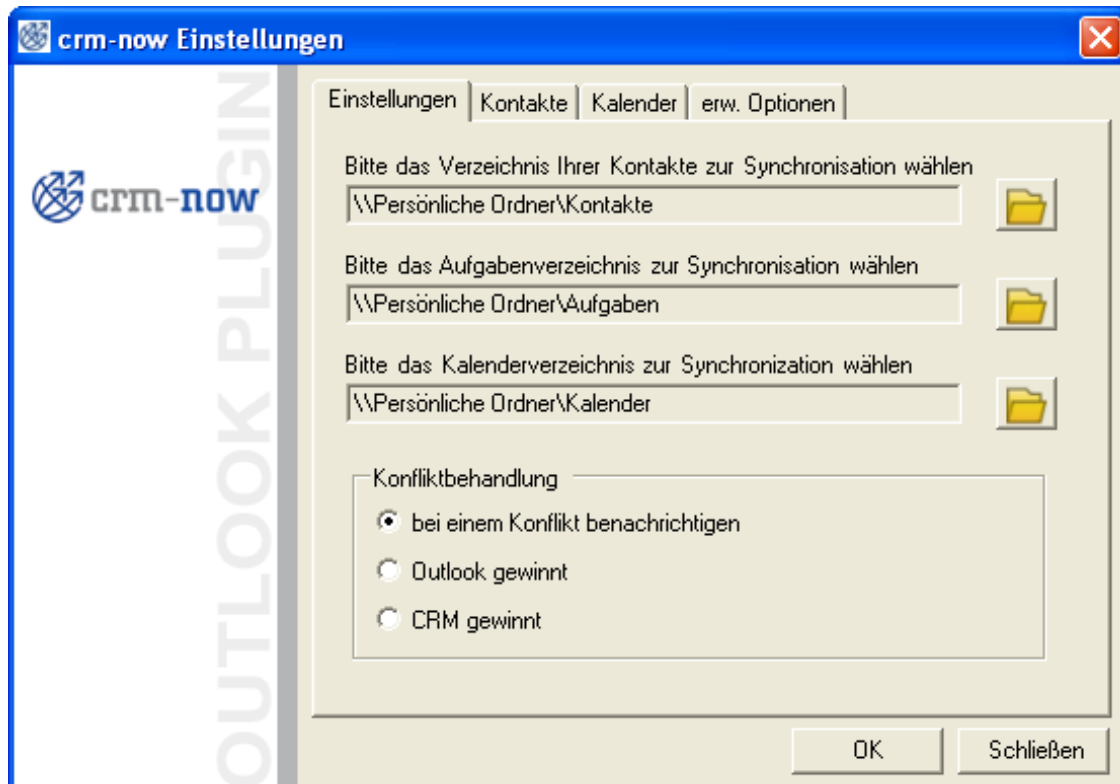 crm-now Einstellungen
OUTLOOK PLUGIN
crm-now
Einstellungen Kontakte Kalender erw. Optionen
Bitte das Verzeichnis Ihrer Kontakte zur Synchronisation wählen
\\Persönliche Ordner\Kontakte
Bitte das Aufgabenverzeichnis zur Synchronisation wählen
\\Persönliche Ordner\Aufgaben
Bitte das Kalenderverzeichnis zur Synchronization wählen
\\Persönliche Ordner\Kalender
Konfliktbehandlung
bei einem Konflikt benachrichtigen
Outlook gewinnt
CRM gewinnt
OK Schließen